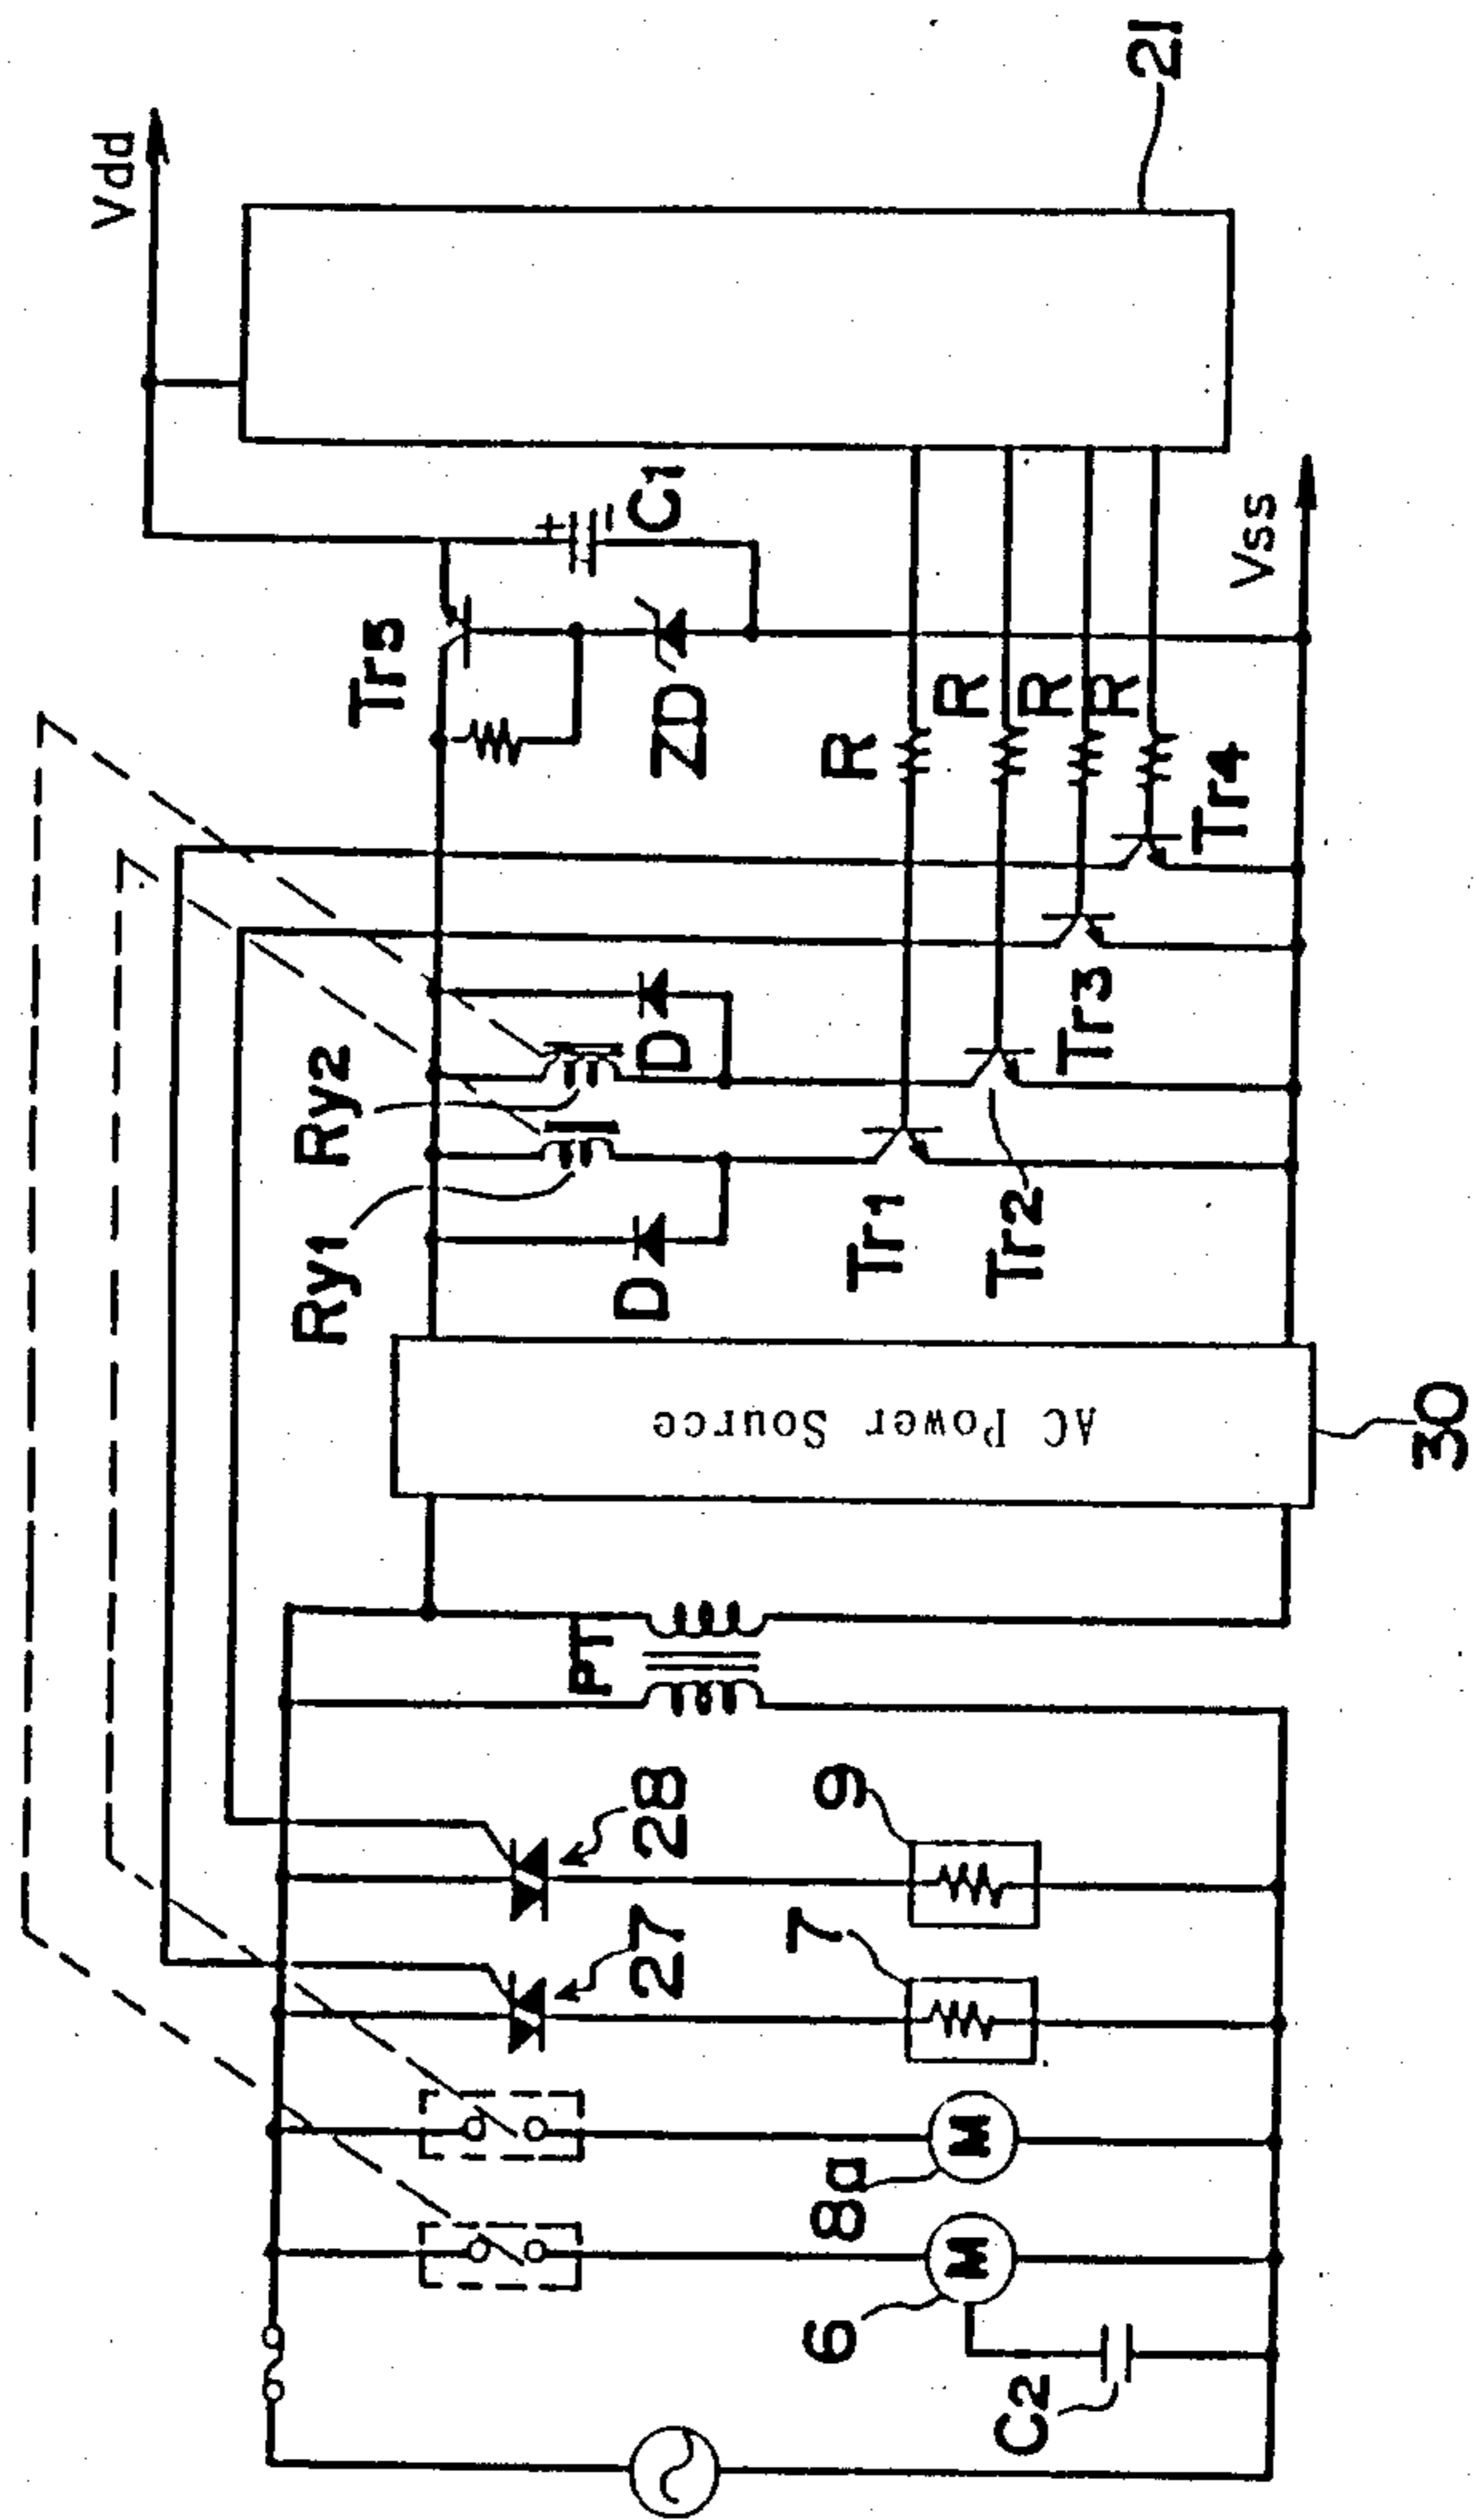 Vdd
21
C1
Vss
Tr5
ZD
R
R
R
R
Tr4
Ry2
D
Tr3
Ry1
D
Tr1
Tr2
AC Power Source
30
PT
28
9
27
7
8a
M
6
M
C2